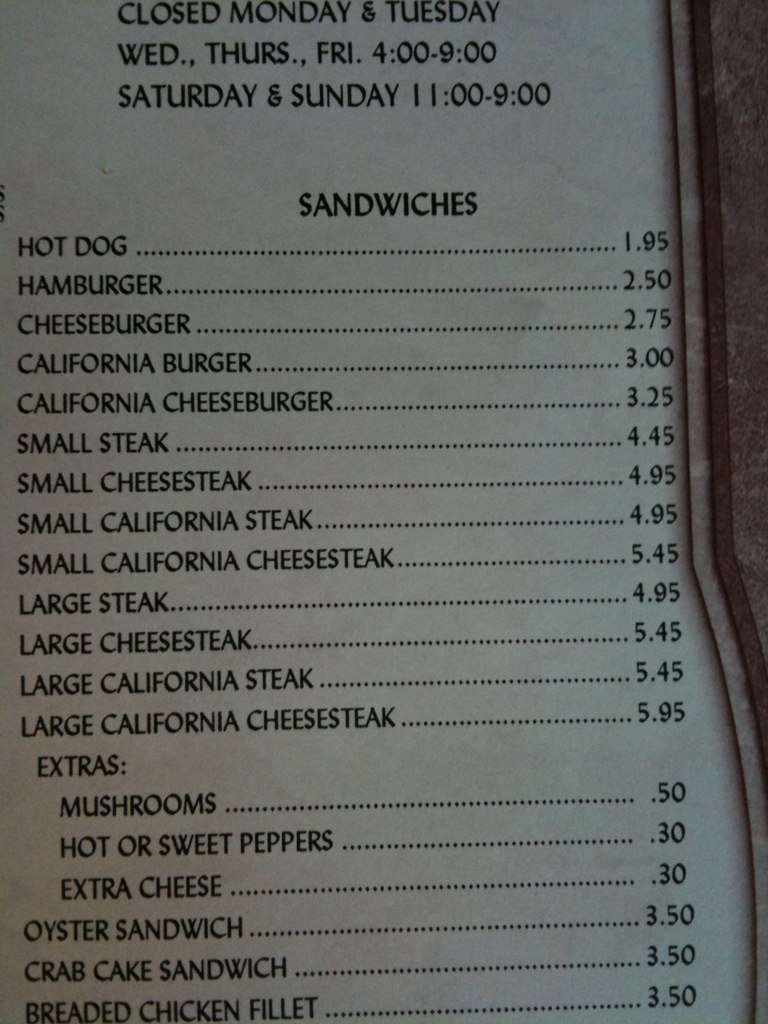 CLOSED MONDAY & TUESDAY
WED., THURS., FRI. 4:00-9:00
SATURDAY & SUNDAY 11:00-9:00
SANDWICHES
HOT DOG ........................................ 1.95
HAMBURGER ........................................ 2.50
CHEESEBURGER ........................................ 2.75
CALIFORNIA BURGER ........................................ 3.00
CALIFORNIA CHEESEBURGER ........................................ 3.25
SMALL STEAK ........................................ 4.45
SMALL CHEESESTEAK ........................................ 4.95
SMALL CALIFORNIA STEAK ........................................ 4.95
SMALL CALIFORNIA CHEESESTEAK ........................................ 5.45
LARGE STEAK ........................................ 4.95
LARGE CHEESESTEAK ........................................ 5.45
LARGE CALIFORNIA STEAK ........................................ 5.45
LARGE CALIFORNIA CHEESESTEAK ........................................ 5.95
EXTRAS:
MUSHROOMS ........................................ .50
HOT OR SWEET PEPPERS ........................................ .30
EXTRA CHEESE ........................................ .30
OYSTER SANDWICH ........................................ 3.50
CRAB CAKE SANDWICH ........................................ 3.50
BREADED CHICKEN FILLET ........................................ 3.50